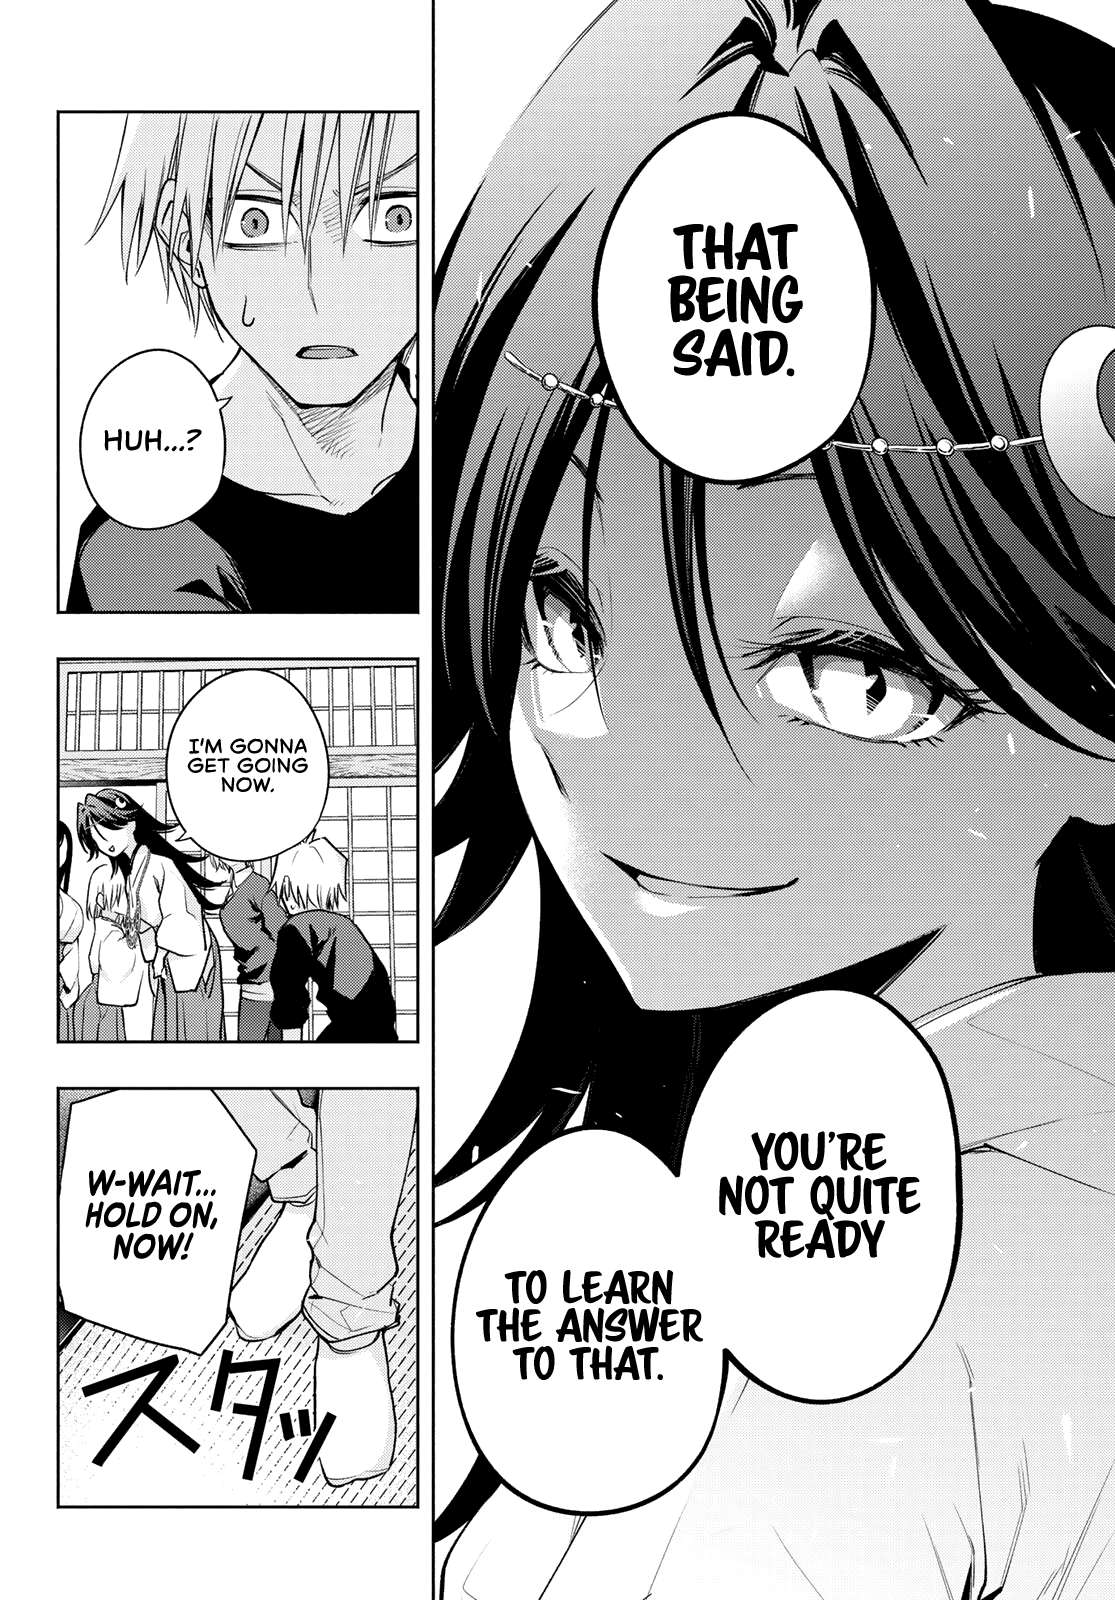 THAT
BEING
SAID.
YOU'RE
NOT QUITE
READY
TO LEARN
THE ANSWER
TO THAT.
HUH...?
I'M GONNA
GET GOING
NOW.
W-WAIT...
HOLD ON,
NOW!
スタッ